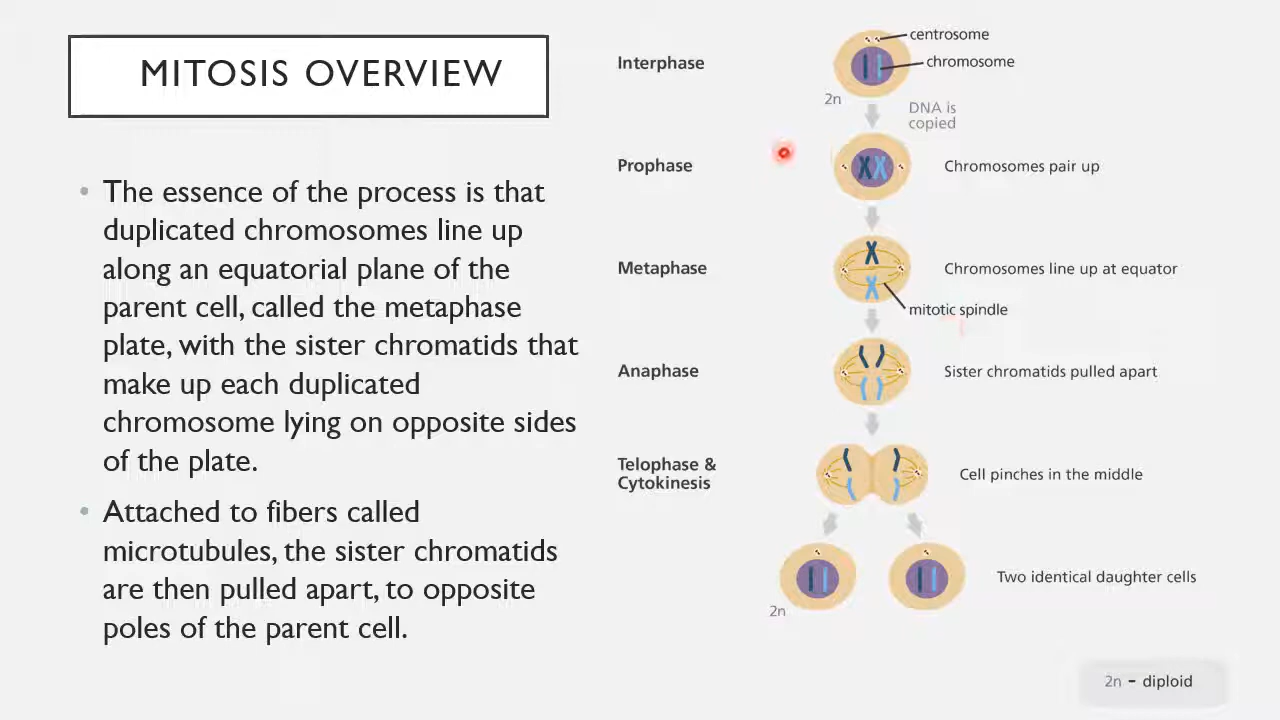 MITOSIS OVERVIEW
• The essence of the process is that
duplicated chromosomes line up
along an equatorial plane of the
parent cell, called the metaphase
plate, with the sister chromatids that
make up each duplicated
chromosome lying on opposite sides
of the plate.
• Attached to fibers called
microtubules, the sister chromatids
are then pulled apart, to opposite
poles of the parent cell.
Interphase
centrosome
chromosome
2n
DNA is
copied
Prophase
Chromosomes pair up
Metaphase
Chromosomes line up at equator
mitotic spindle
Anaphase
Sister chromatids pulled apart
Telophase &
Cytokinesis
Cell pinches in the middle
Two identical daughter cells
2n
2n - diploid